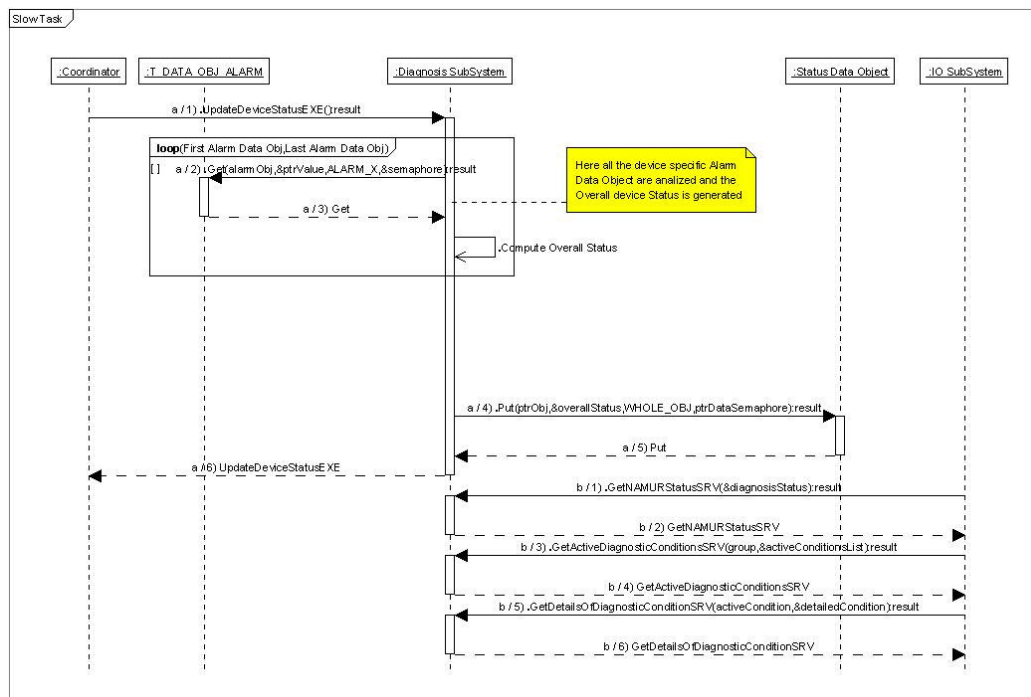 SlowTask
:Coordinator
:T_DATA_OBJ_ALARM
:Diagnosis SubSystem
:Status Data Object
:IO SubSystem
a / 1) .UpdateDeviceStatusEXE():result
loop(First Alarm Data Obj,Last Alarm Data Obj)
[ ] a / 2) .Get(alarmObj,&ptrValue,ALARM_X,&semaphore):result
Here all the device specific Alarm
Data Object are analized and the
Overall device Status is generated
a / 3) Get
.Compute Overall Status
a / 4) .Put(ptrObj,&overallStatus,WHOLE_OBJ,ptrDataSemaphore):result
a / 5) Put
a / 6) UpdateDeviceStatusEXE
b / 1) .GetNAMURStatusSRV(&diagnosisStatus):result
b / 2) GetNAMURStatusSRV
b / 3) .GetActiveDiagnosticConditionsSRV(group,&activeConditionsList):result
b / 4) GetActiveDiagnosticConditionsSRV
b / 5) .GetDetailsOfDiagnosticConditionSRV(activeCondition,&detailedCondition):result
b / 6) GetDetailsOfDiagnosticConditionSRV